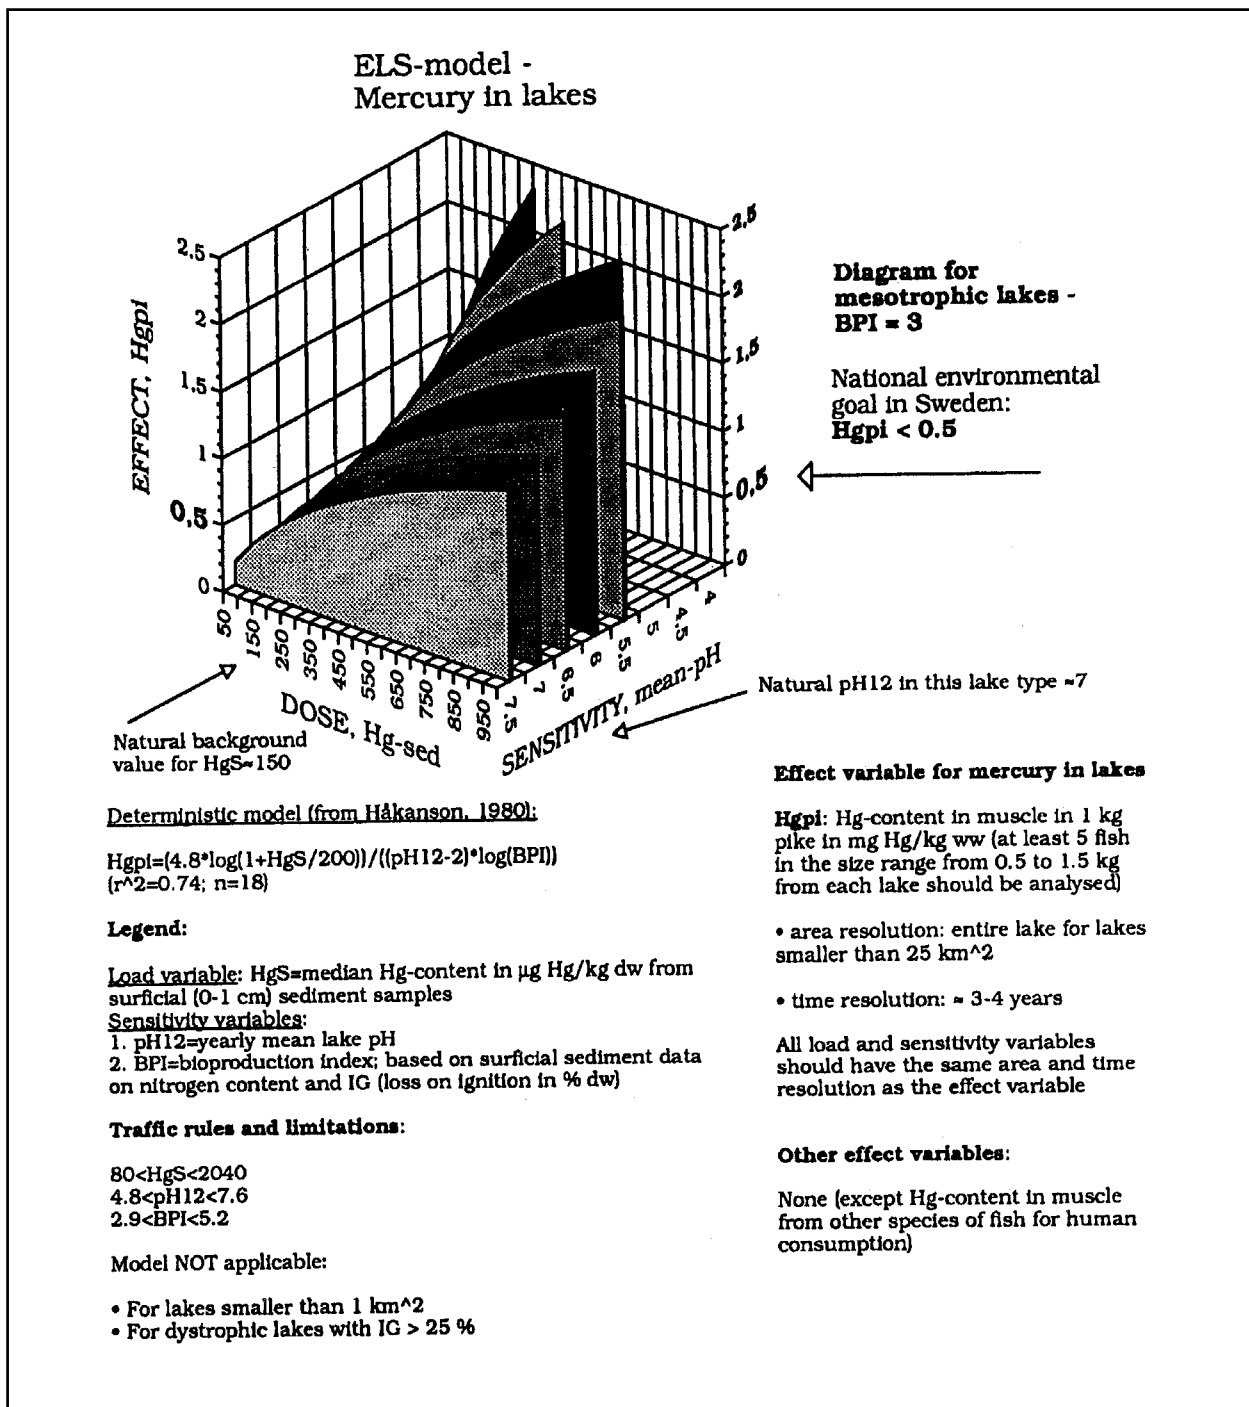 ELS-model -
Mercury in lakes
EFFECT, Hgpi
2,5
2
1,5
1
0,5
0
2,5
2
1,5
1
0,5
0
50
150
250
350
450
550
650
750
850
950
DOSE, Hg-sed
7.5
7
6.5
6
5.5
5
4.5
4
SENSITIVITY, mean-pH
Diagram for
mesotrophic lakes -
BPI = 3
National environmental
goal in Sweden:
Hgpi < 0.5
Natural pH12 in this lake type ≈7
Natural background
value for HgS≈150
Deterministic model (from Håkanson, 1980):
Hgpi=(4.8*log(1+HgS/200))/((pH12-2)*log(BPI))
(r^2=0.74; n=18)
Legend:
Load variable: HgS=median Hg-content in µg Hg/kg dw from
surficial (0-1 cm) sediment samples
Sensitivity variables:
1. pH12=yearly mean lake pH
2. BPI=bioproduction index; based on surficial sediment data
on nitrogen content and IG (loss on ignition in % dw)
Traffic rules and limitations:
80<HgS<2040
4.8<pH12<7.6
2.9<BPI<5.2
Model NOT applicable:
• For lakes smaller than 1 km^2
• For dystrophic lakes with IG > 25 %
Effect variable for mercury in lakes
Hgpi: Hg-content in muscle in 1 kg
pike in mg Hg/kg ww (at least 5 fish
in the size range from 0.5 to 1.5 kg
from each lake should be analysed)
• area resolution: entire lake for lakes
smaller than 25 km^2
• time resolution: ≈ 3-4 years
All load and sensitivity variables
should have the same area and time
resolution as the effect variable
Other effect variables:
None (except Hg-content in muscle
from other species of fish for human
consumption)